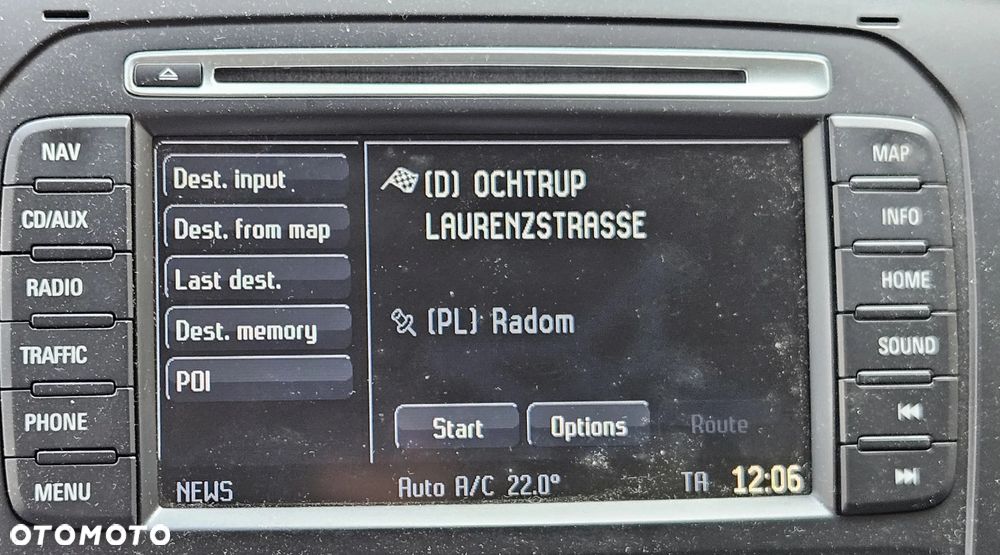 NAV
CD/AUX
RADIO
TRAFFIC
PHONE
MENU
Dest. input
Dest. from map
Last dest.
Dest. memory
POI
(D) OCHTRUP
LAURENZSTRASSE
(PL) Radom
Start
Options
Route
NEWS
Auto A/C 22.0°
TA
12:06
MAP
INFO
HOME
SOUND
OTOMOTO